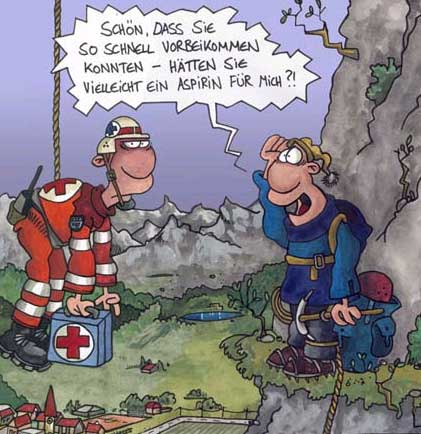 SCHÖN, DASS SIE
SO SCHNELL VORBEIKOMMEN
KONNTEN – HÄTTEN SIE
VIELLEICHT EIN ASPIRIN FÜR MICH?!